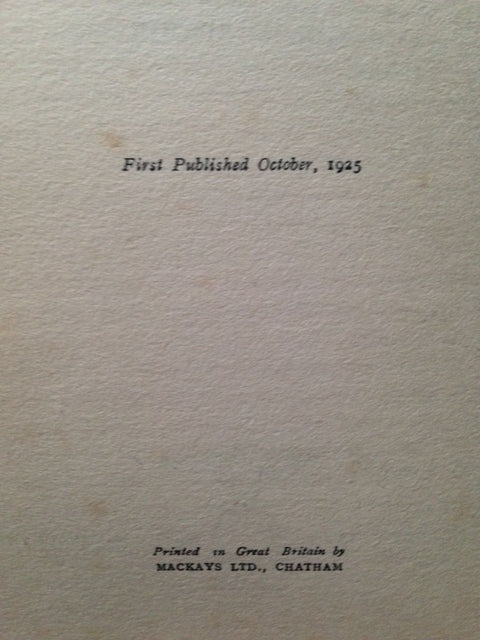 First Published October, 1925
Printed in Great Britain by
MACKAYS LTD., CHATHAM